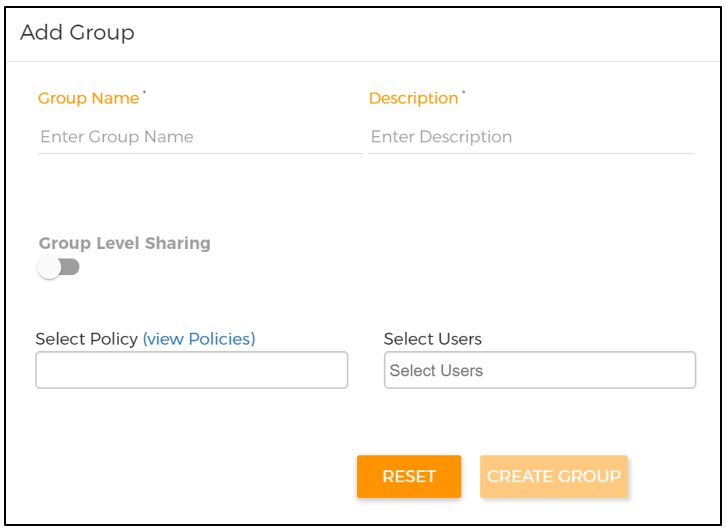 Add Group
Group Name * Description *
Enter Group Name Enter Description
Group Level Sharing
Select Policy (view Policies) Select Users
Select Users
RESET CREATE GROUP